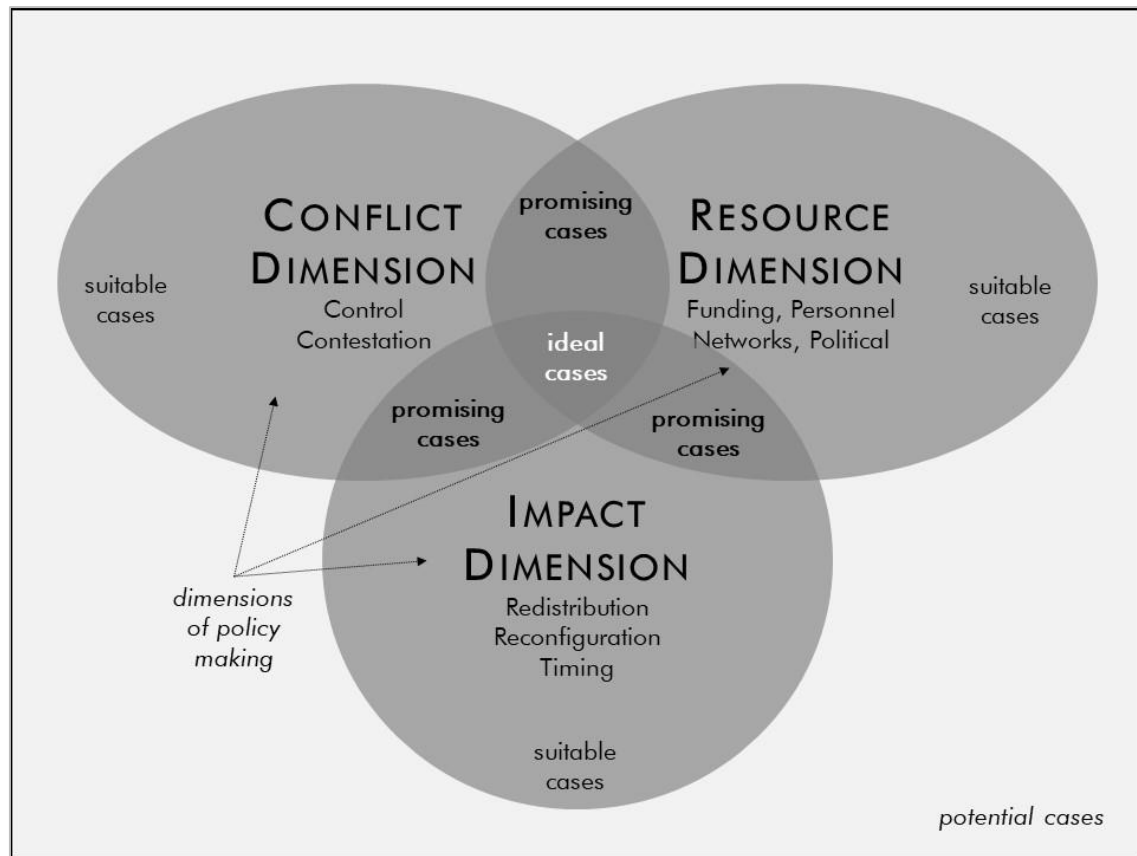 promising
cases
CONFLICT
DIMENSION
Control
Contestation
suitable
cases
RESOURCE
DIMENSION
Funding, Personnel
Networks, Political
suitable
cases
ideal
cases
promising
cases
promising
cases
IMPACT
DIMENSION
Redistribution
Reconfiguration
Timing
dimensions
of policy
making
suitable
cases
potential cases